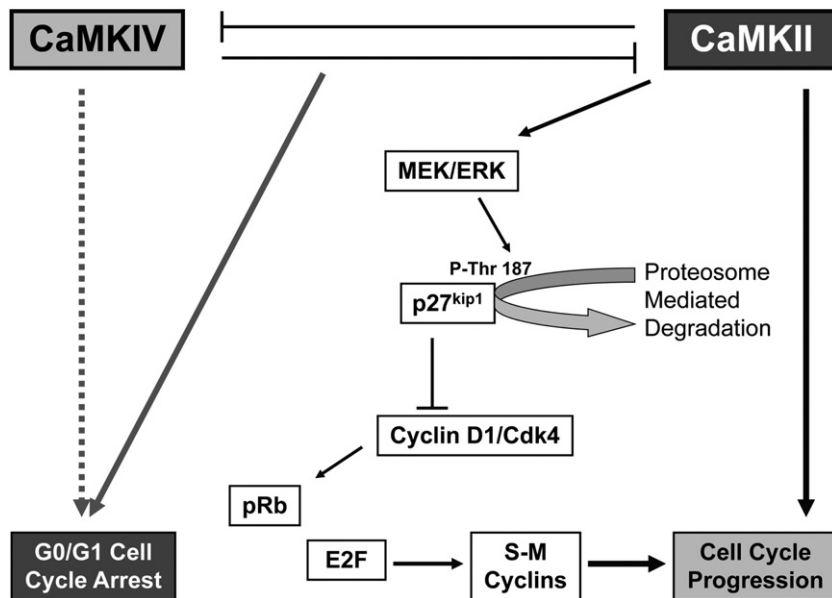 CaMKIV
CaMKII
MEK/ERK
P-Thr 187
p27kip1
Proteosome
Mediated
Degradation
Cyclin D1/Cdk4
pRb
G0/G1 Cell
Cycle Arrest
E2F
S-M
Cyclins
Cell Cycle
Progression